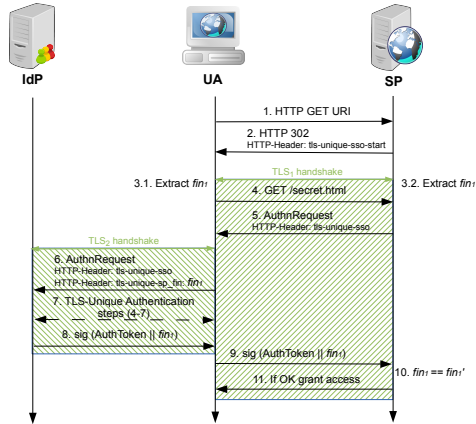 IdP
UA
SP
1. HTTP GET URI
2. HTTP 302
HTTP-Header: tls-unique-sso-start
TLS1 handshake
3.1. Extract fin1
3.2. Extract fin1
4. GET /secret.html
5. AuthnRequest
HTTP-Header: tls-unique-sso
TLS2 handshake
6. AuthnRequest
HTTP-Header: tls-unique-sso
HTTP-Header: tls-unique-sp_fin: fin1
7. TLS-Unique Authentication
steps (4-7)
8. sig (AuthToken || fin1)
9. sig (AuthToken || fin1)
10. fin1 == fin1'
11. If OK grant access